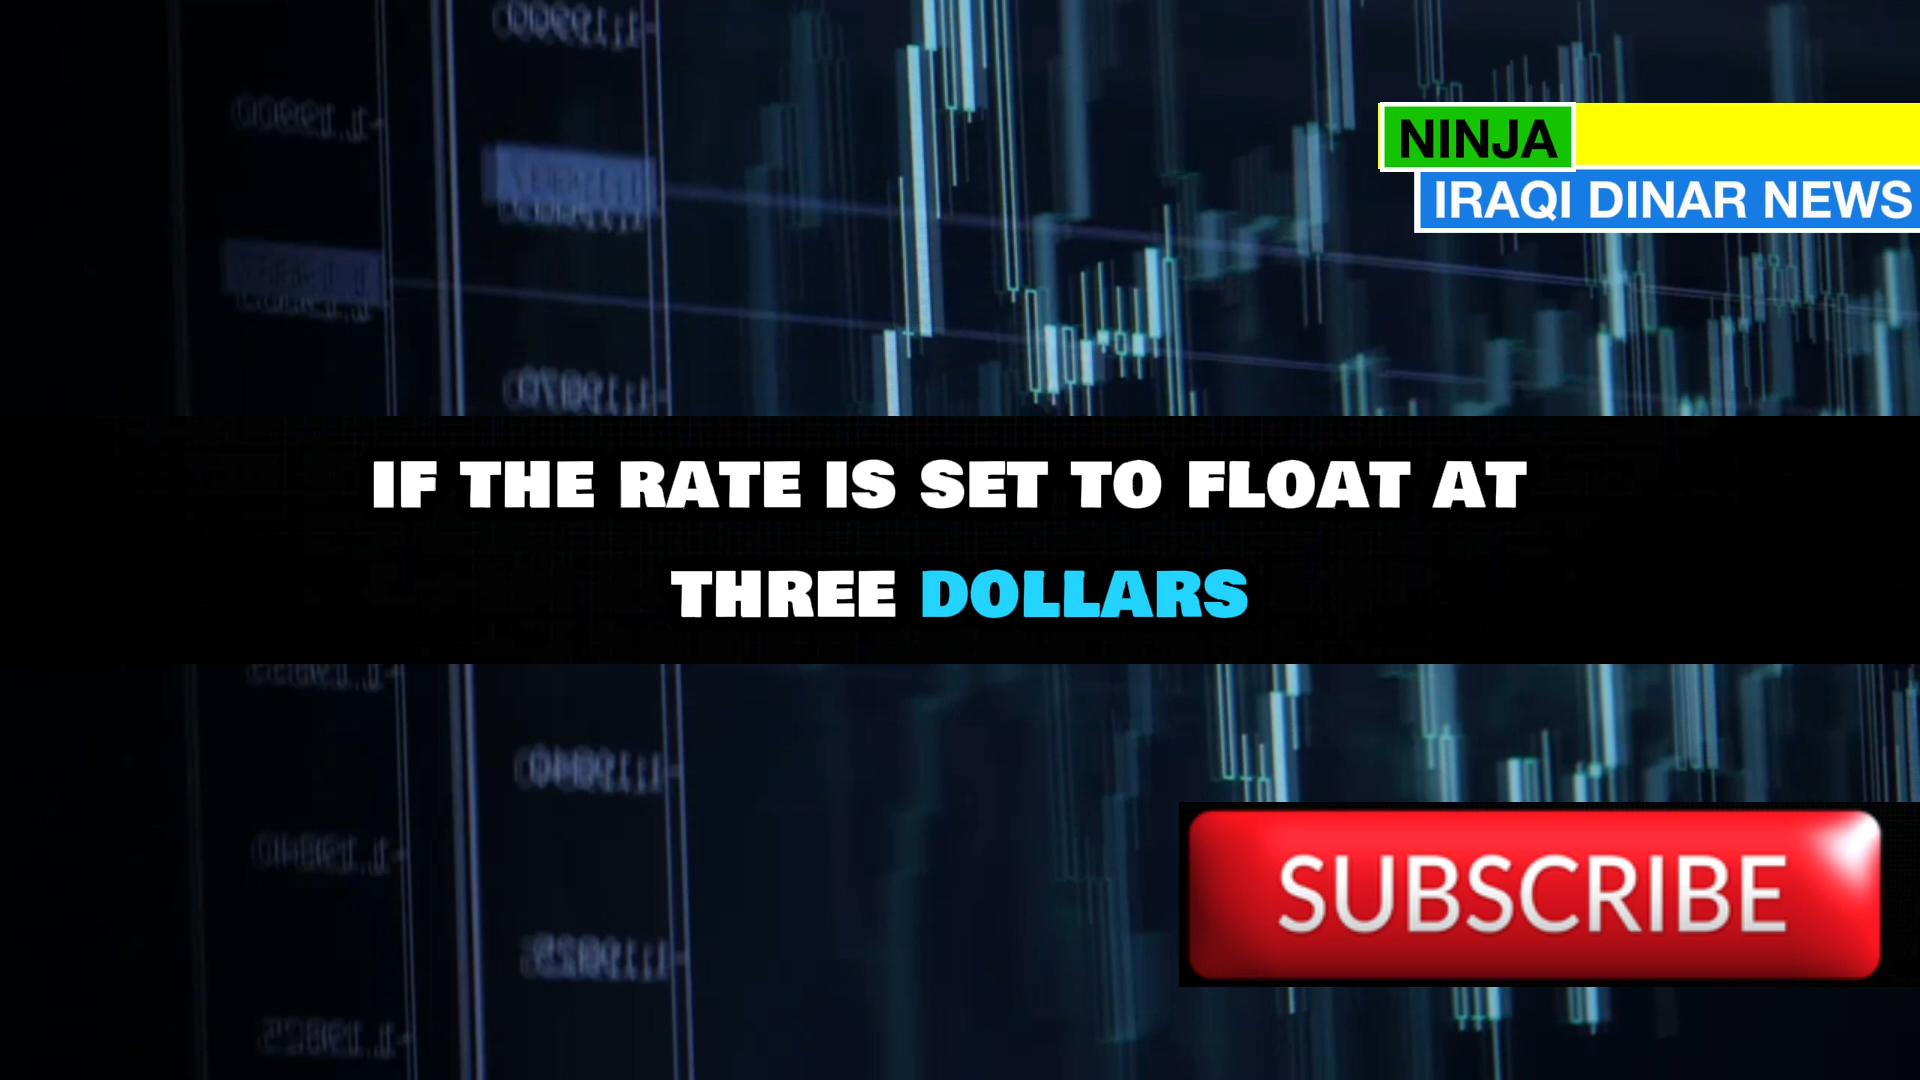 NINJA
IRAQI DINAR NEWS
IF THE RATE IS SET TO FLOAT AT
THREE DOLLARS
SUBSCRIBE